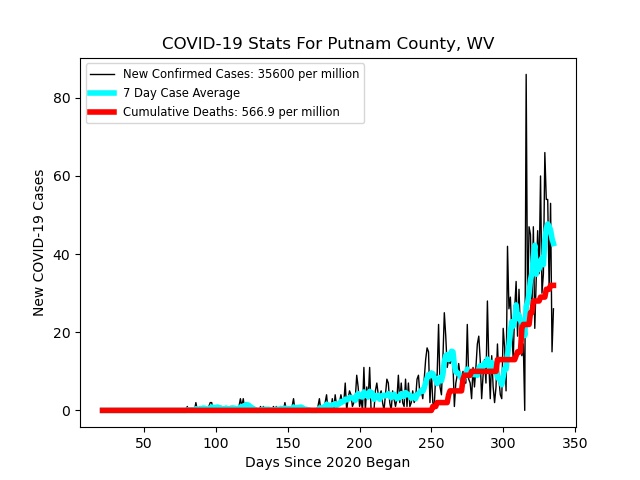 COVID-19 Stats For Putnam County, WV
New Confirmed Cases: 35600 per million
7 Day Case Average
Cumulative Deaths: 566.9 per million
80
60
40
20
0
New COVID-19 Cases
50
100
150
200
250
300
350
Days Since 2020 Began